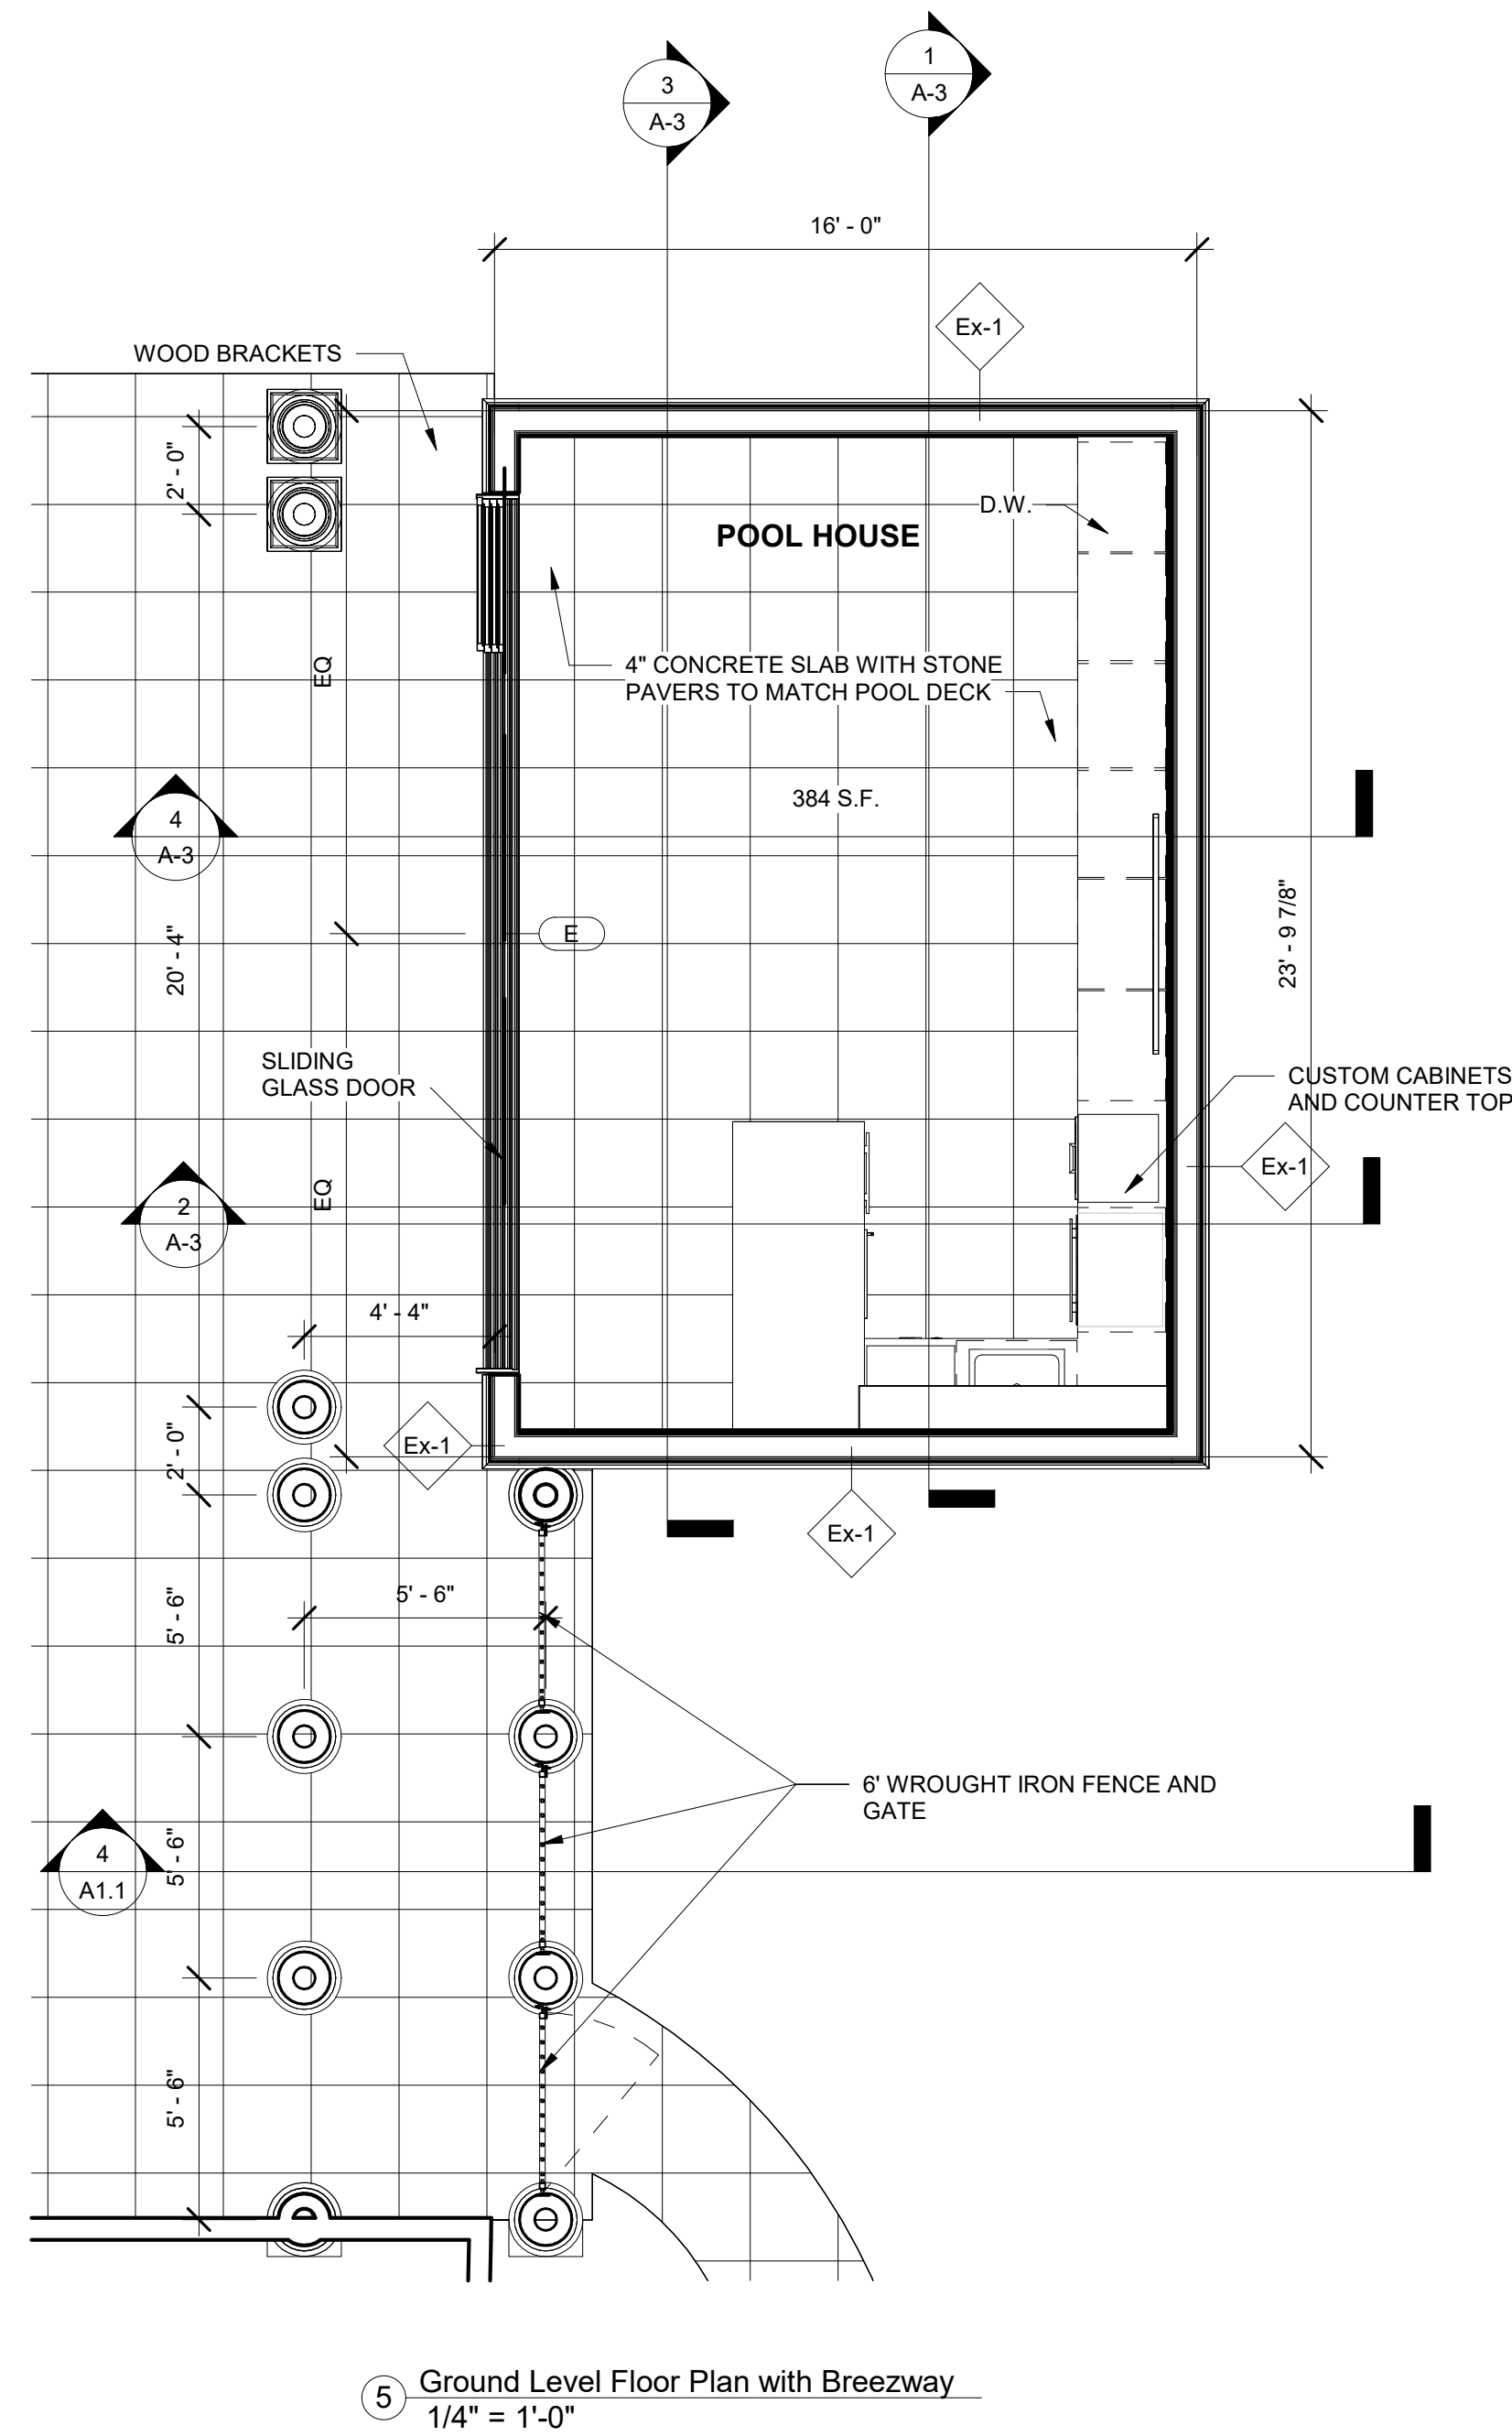 3
A-3
1
A-3
16' - 0"
Ex-1
WOOD BRACKETS
2' - 0"
D.W.
POOL HOUSE
EQ
4" CONCRETE SLAB WITH STONE
PAVERS TO MATCH POOL DECK
384 S.F.
4
A-3
20' - 4"
E
23' - 9 7/8"
SLIDING
GLASS DOOR
CUSTOM CABINETS
AND COUNTER TOP
Ex-1
EQ
2
A-3
4' - 4"
2' - 0"
Ex-1
Ex-1
5' - 6"
5' - 6"
6' WROUGHT IRON FENCE AND
GATE
4
A1.1
5' - 6"
5' - 6"
5
Ground Level Floor Plan with Breezway
1/4" = 1'-0"